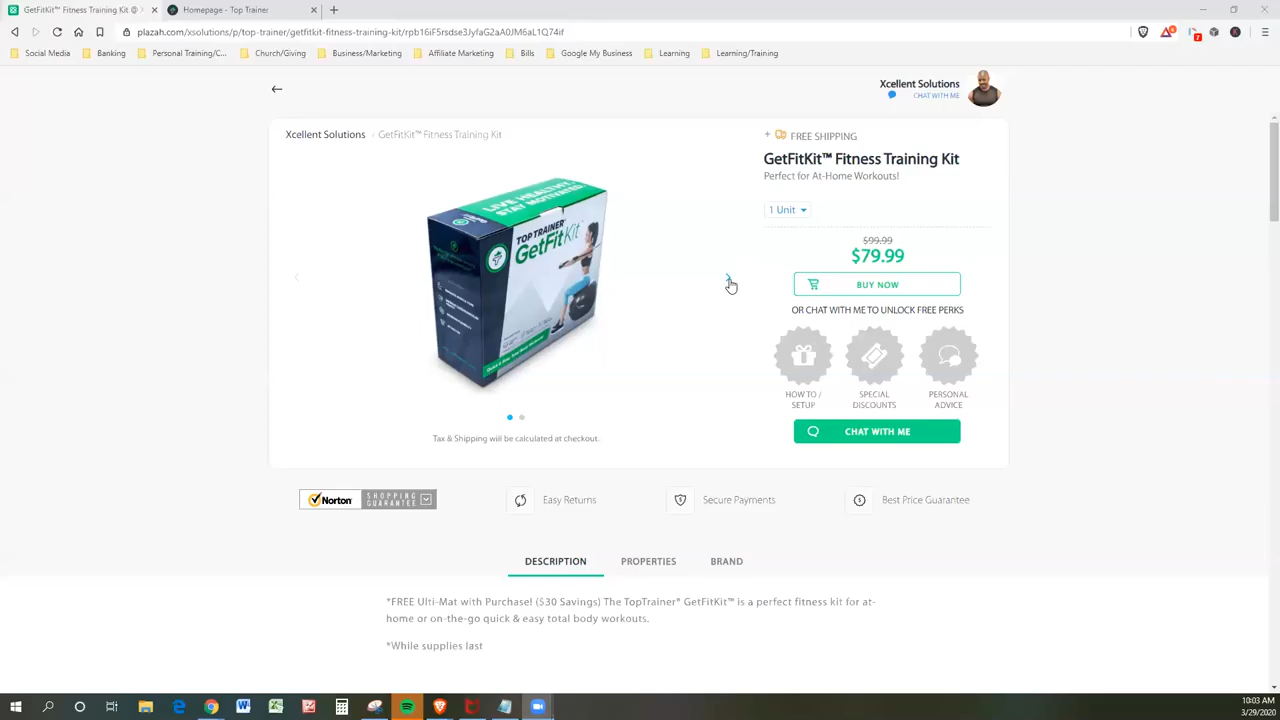 GetFitKit™ Fitness Training Kit @
Homepage - Top Trainer
plazah.com/xsolutions/p/top-trainer/getfitkit-fitness-training-kit/
Social Media
Banking
Personal Training/C...
Church/Giving
Business/Marketing
Affiliate Marketing
Bills
Google My Business
Learning
Learning/Training
Xcellent Solutions
CHAT WITH ME
Xcellent Solutions › GetFitKit™ Fitness Training Kit
LIVE HEALTHY.
STAY MOTIVATED.
TOP TRAINER
GetFitKit
+ FREE SHIPPING
GetFitKit™ Fitness Training Kit
Perfect for At-Home Workouts!
1 Unit
$99.99
$79.99
BUY NOW
OR CHAT WITH ME TO UNLOCK FREE PERKS
HOW TO / SETUP
SPECIAL DISCOUNTS
PERSONAL ADVICE
CHAT WITH ME
Tax & Shipping will be calculated at checkout.
Norton SHOPPING GUARANTEE
Easy Returns
Secure Payments
Best Price Guarantee
DESCRIPTION
PROPERTIES
BRAND
*FREE Ulti-Mat with Purchase! ($30 Savings) The TopTrainer® GetFitKit™ is a perfect fitness kit for at-
home or on-the-go quick & easy total body workouts.
*While supplies last
10:03 AM
3/29/2020